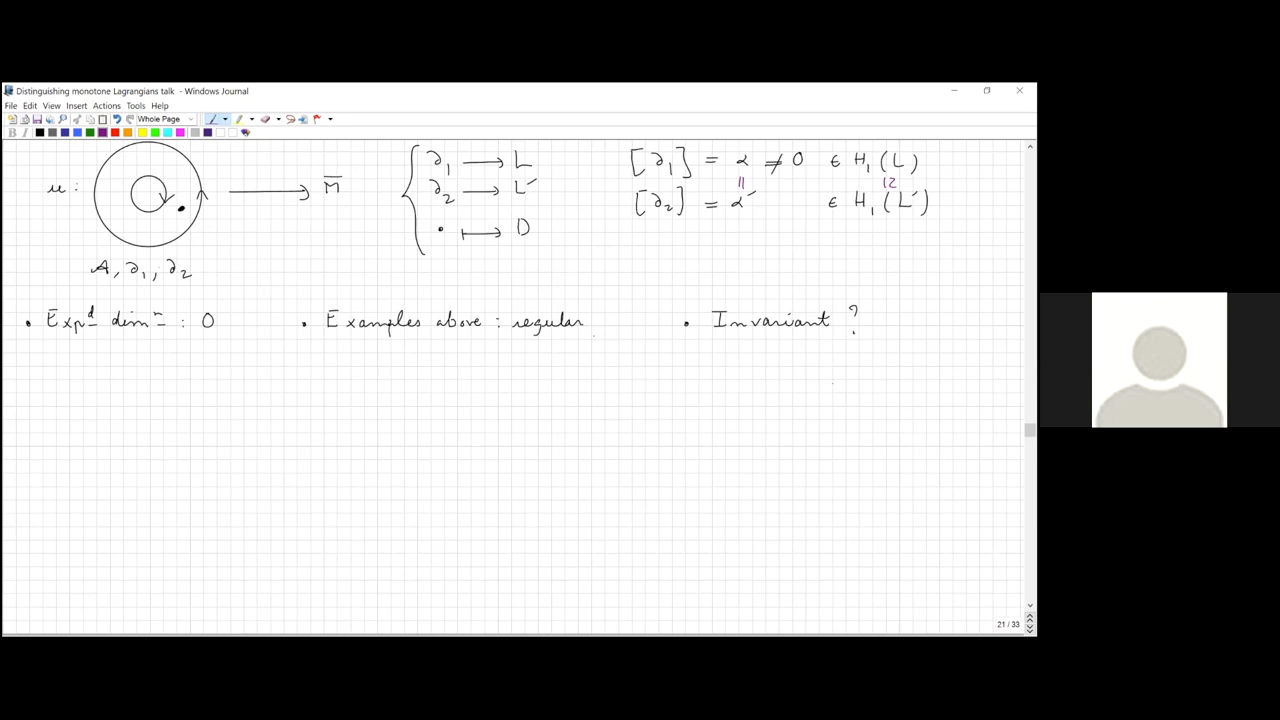 Distinguishing monotone Lagrangians talk - Windows Journal
File Edit View Insert Actions Tools Help
Whole Page
B I
u : ⟶ M̅
∂₁ ⟶ L
∂₂ ⟶ L′
• ⟼ D
[∂₁] = α ≠ 0 ∈ H₁(L)
[∂₂] = α′ ∈ H₁(L′)
A, ∂₁, ∂₂
• Expᵈ dimⁿ : 0 • Examples above : regular • Invariant ?
21 / 33